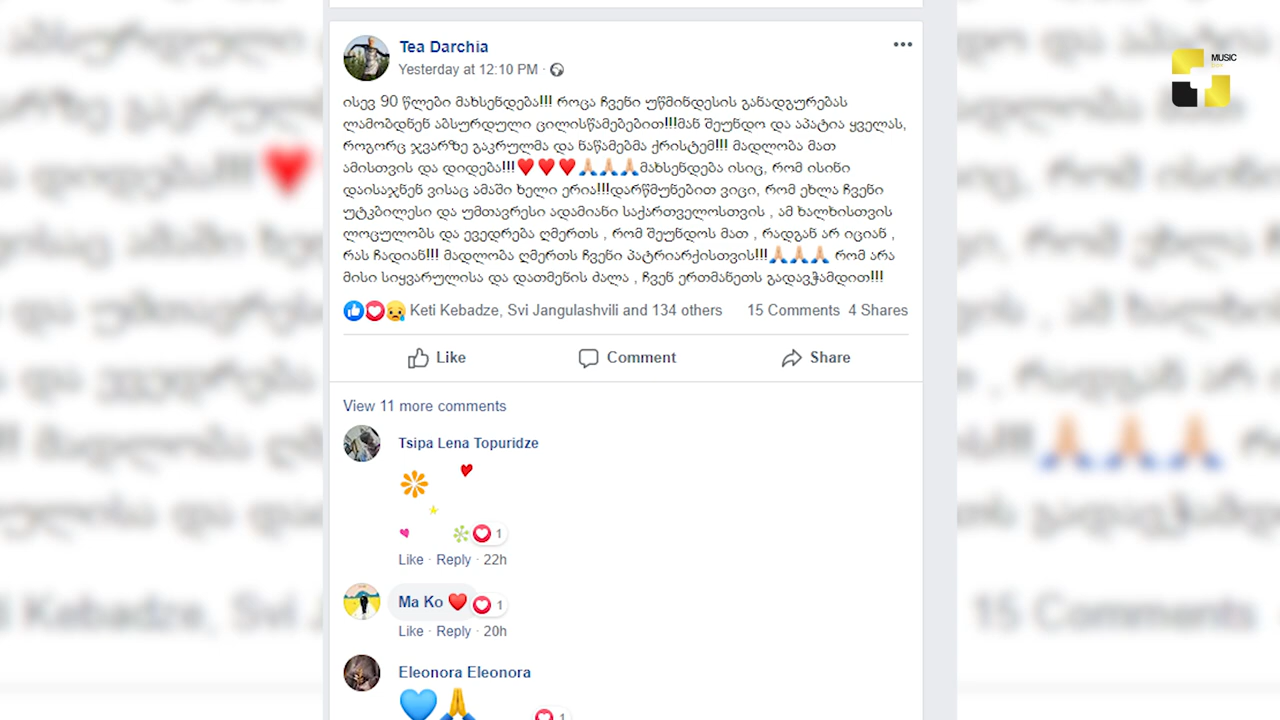 MUSIC
Tea Darchia
Yesterday at 12:10 PM ·
ისევ 90 წლები მახსენდება!!! როცა ჩვენი უწმინდესის განადგურებას
ლამობდნენ აბსურდული ცილისწამებებით!!!მან შეუნდო და აპატია ყველას,
როგორც ჯვარზე გაკრულმა და ნაწამებმა ქრისტემ!!! მადლობა მათ
ამისთვის და დიდება!!!❤️❤️❤️🙏🏻🙏🏻🙏🏻მახსენდება ისიც, რომ ისინი
დაისაჯნენ ვისაც ამაში ხელი ერია!!!დარწმუნებით ვიცი, რომ ეხლა ჩვენი
უტკბილესი და უმთავრესი ადამიანი საქართველოსთვის , ამ ხალხისთვის
ლოცულობს და ევედრება ღმერთს , რომ შეუნდოს მათ , რადგან არ იციან ,
რას ჩადიან!!! მადლობა ღმერთს ჩვენი პატრიარქისთვის!!!🙏🏻🙏🏻🙏🏻 რომ არა
მისი სიყვარულისა და დათმენის ძალა , ჩვენ ერთმანეთს გადავჭამდით!!!
Keti Kebadze, Svi Jangulashvili and 134 others 15 Comments 4 Shares
Like Comment Share
View 11 more comments
Tsipa Lena Topuridze
1
Like · Reply · 22h
Ma Ko ❤️ 1
Like · Reply · 20h
Eleonora Eleonora
💙🙏 1